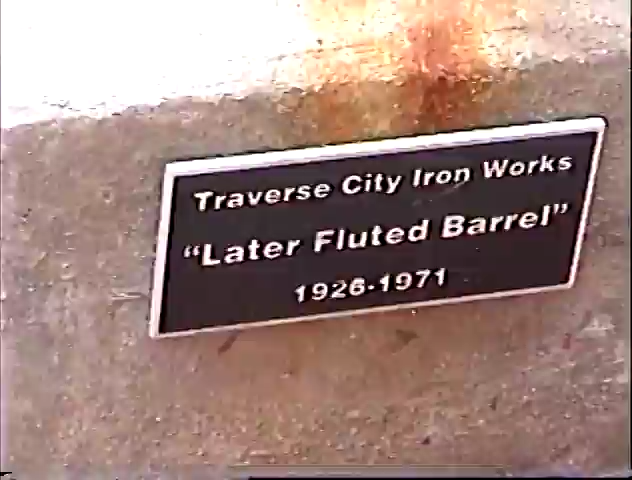 Traverse City Iron Works
“Later Fluted Barrel”
1926-1971